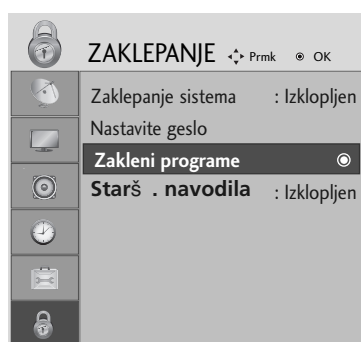 ZAKLEPANJE Prmk OK
Zaklepanje sistema : Izklopljen
Nastavite geslo
Zakleni programe
Starš . navodila : Izklopljen